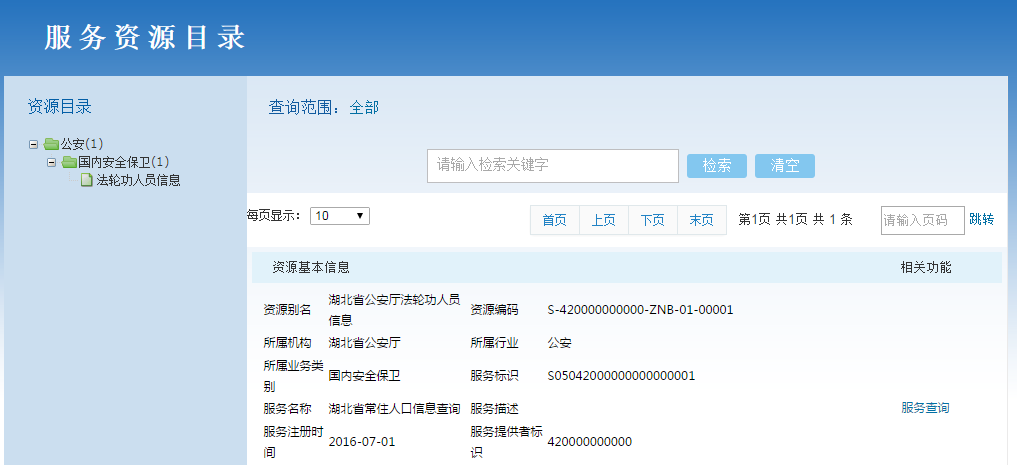 服务资源目录
资源目录
公安(1)
国内安全保卫(1)
法轮功人员信息
查询范围：全部
请输入检索关键字 检索 清空
每页显示： 10 首页 上页 下页 末页 第1页 共1页 共 1 条 请输入页码 跳转
资源基本信息 相关功能
资源别名 湖北省公安厅法轮功人员信息 资源编码 S-420000000000-ZNB-01-00001
所属机构 湖北省公安厅 所属行业 公安
所属业务类别 国内安全保卫 服务标识 S05042000000000000001
服务名称 湖北省常住人口信息查询 服务描述 服务查询
服务注册时间 2016-07-01 服务提供者标识 420000000000